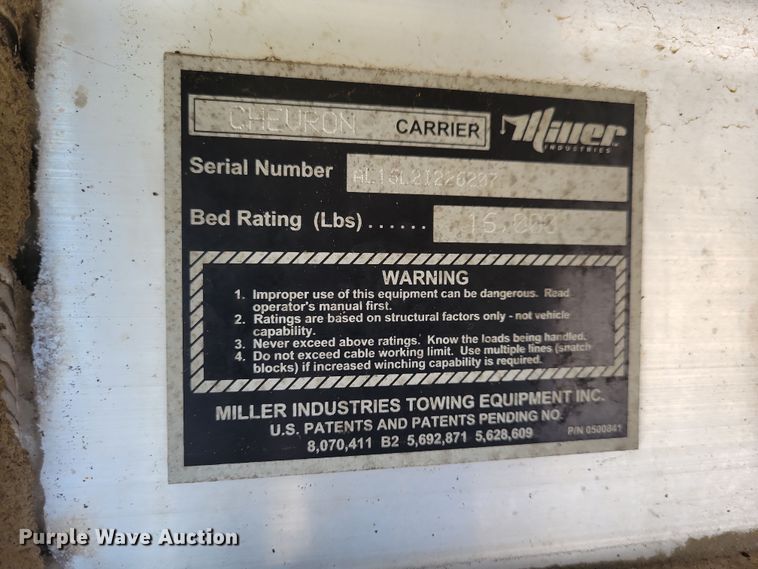 CHEVRON CARRIER Miller
INDUSTRIES
Serial Number
Bed Rating (Lbs) ......
WARNING
1. Improper use of this equipment can be dangerous. Read
operator's manual first.
2. Ratings are based on structural factors only - not vehicle
capability.
3. Never exceed above ratings. Know the loads being handled.
4. Do not exceed cable working limit. Use multiple lines (snatch
blocks) if increased winching capability is required.
MILLER INDUSTRIES TOWING EQUIPMENT INC.
U.S. PATENTS AND PATENTS PENDING NO.
8,070,411 B2 5,692,871 5,628,609
P/N 0500841
Purple Wave Auction